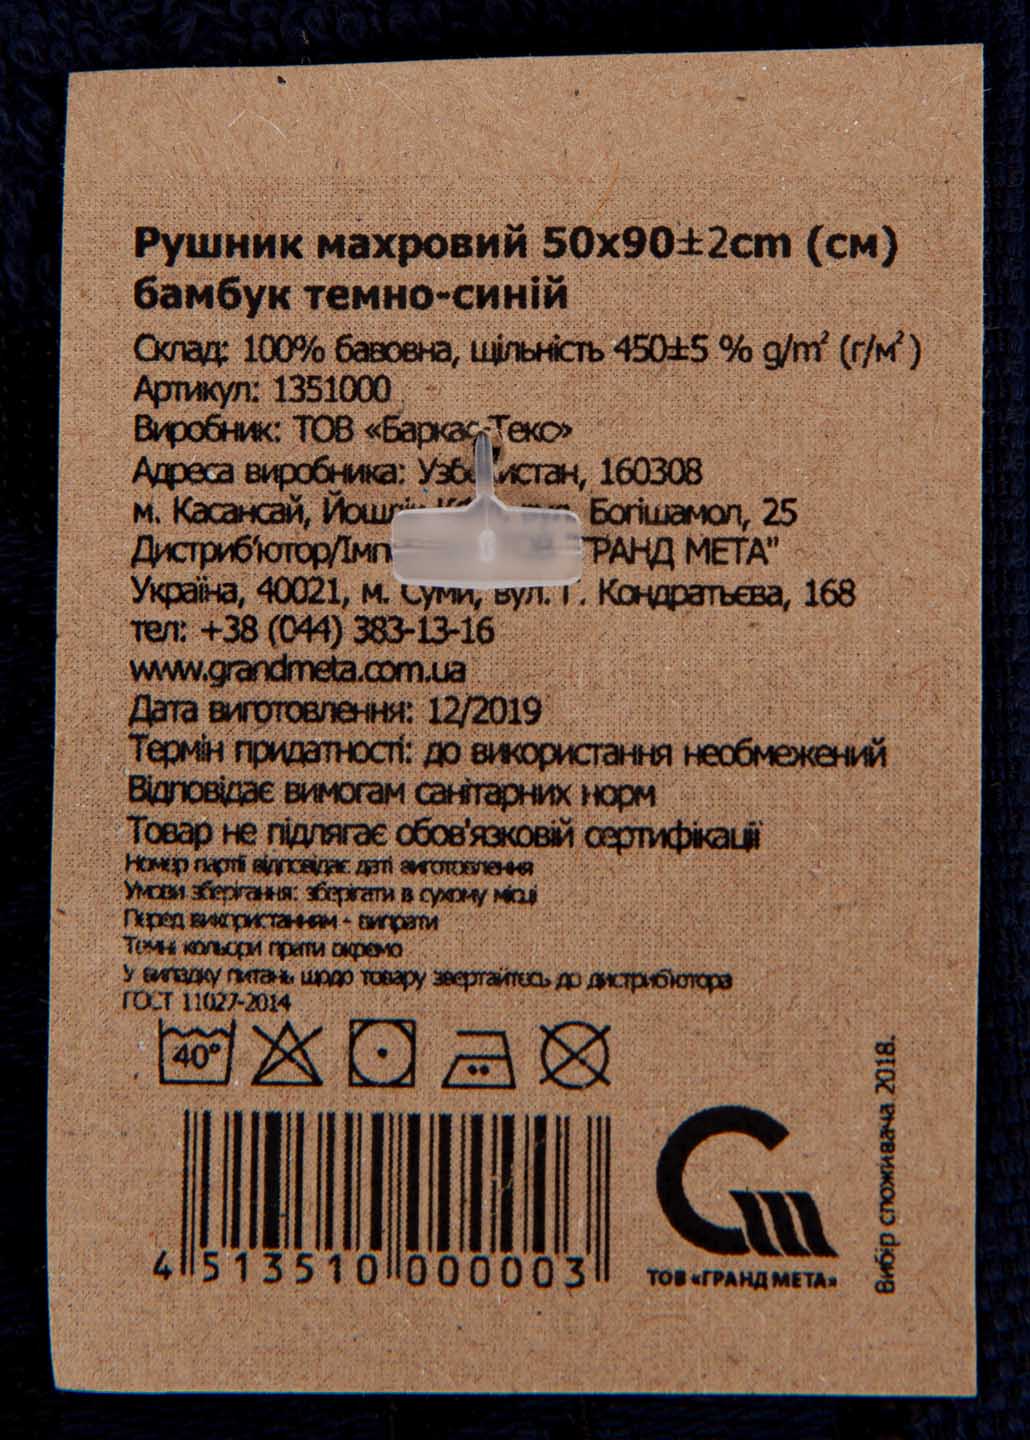 Рушник махровий 50x90±2cm (см)
бамбук темно-синій
Склад: 100% бавовна, щільність 450±5 % g/m² (г/м²)
Артикул: 1351000
Виробник: ТОВ «Баркас-Текс»
Адреса виробника: 160308
м. Касансай, Богішамол, 25
ГРАНД МЕТА"
Україна, 40021, м. Суми, вул. Г. Кондратьєва, 168
тел: +38 (044) 383-13-16
www.grandmeta.com.ua
Дата виготовлення: 12/2019
Термін придатності: до використання необмежений
Відповідає вимогам санітарних норм
Товар не підлягає обов'язковій сертифікації
Номер партії відповідає даті виготовлення
Умови зберігання: зберігати в сухому місці
Перед використанням - випрати
Темні кольори прати окремо
У випадку питань щодо товару звертайтесь до дистриб'ютора
ГОСТ 11027-2014
40°
4 513510 000003
ТОВ «ГРАНД МЕТА»
Вибір споживача 2018.